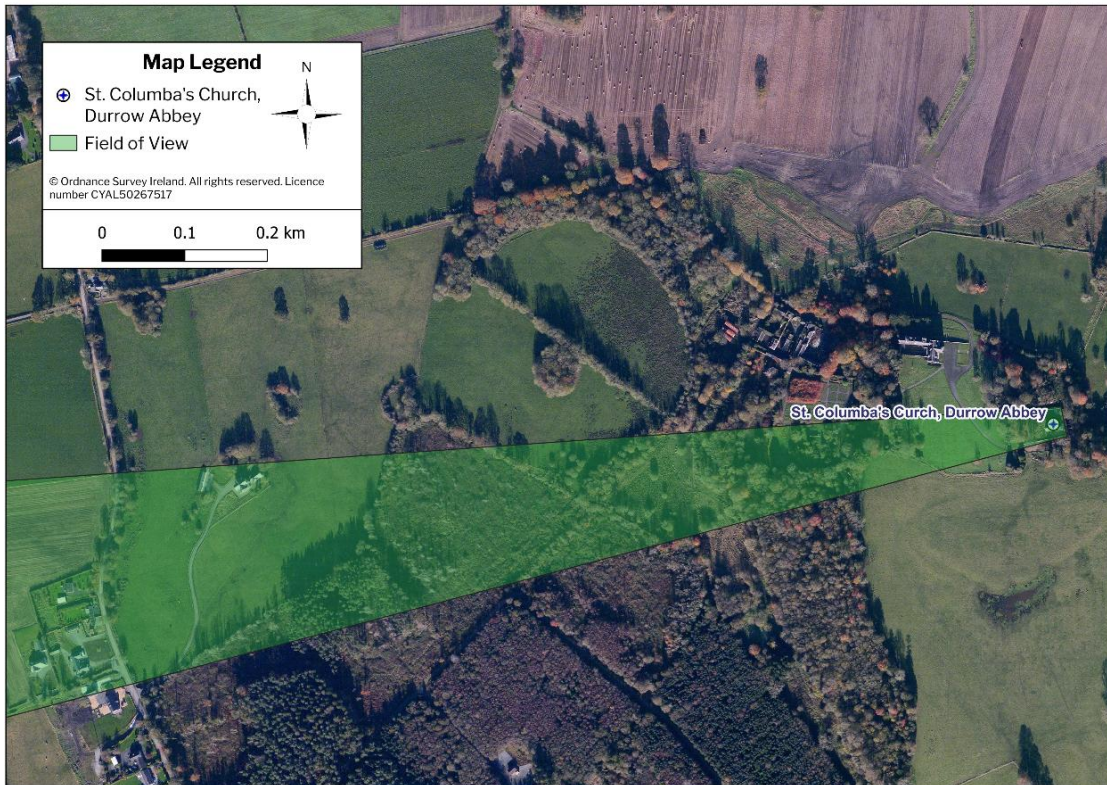 Map Legend
N
St. Columba's Church,
Durrow Abbey
Field of View
© Ordnance Survey Ireland. All rights reserved. Licence
number CYAL50267517
0 0.1 0.2 km
St. Columba's Curch, Durrow Abbey